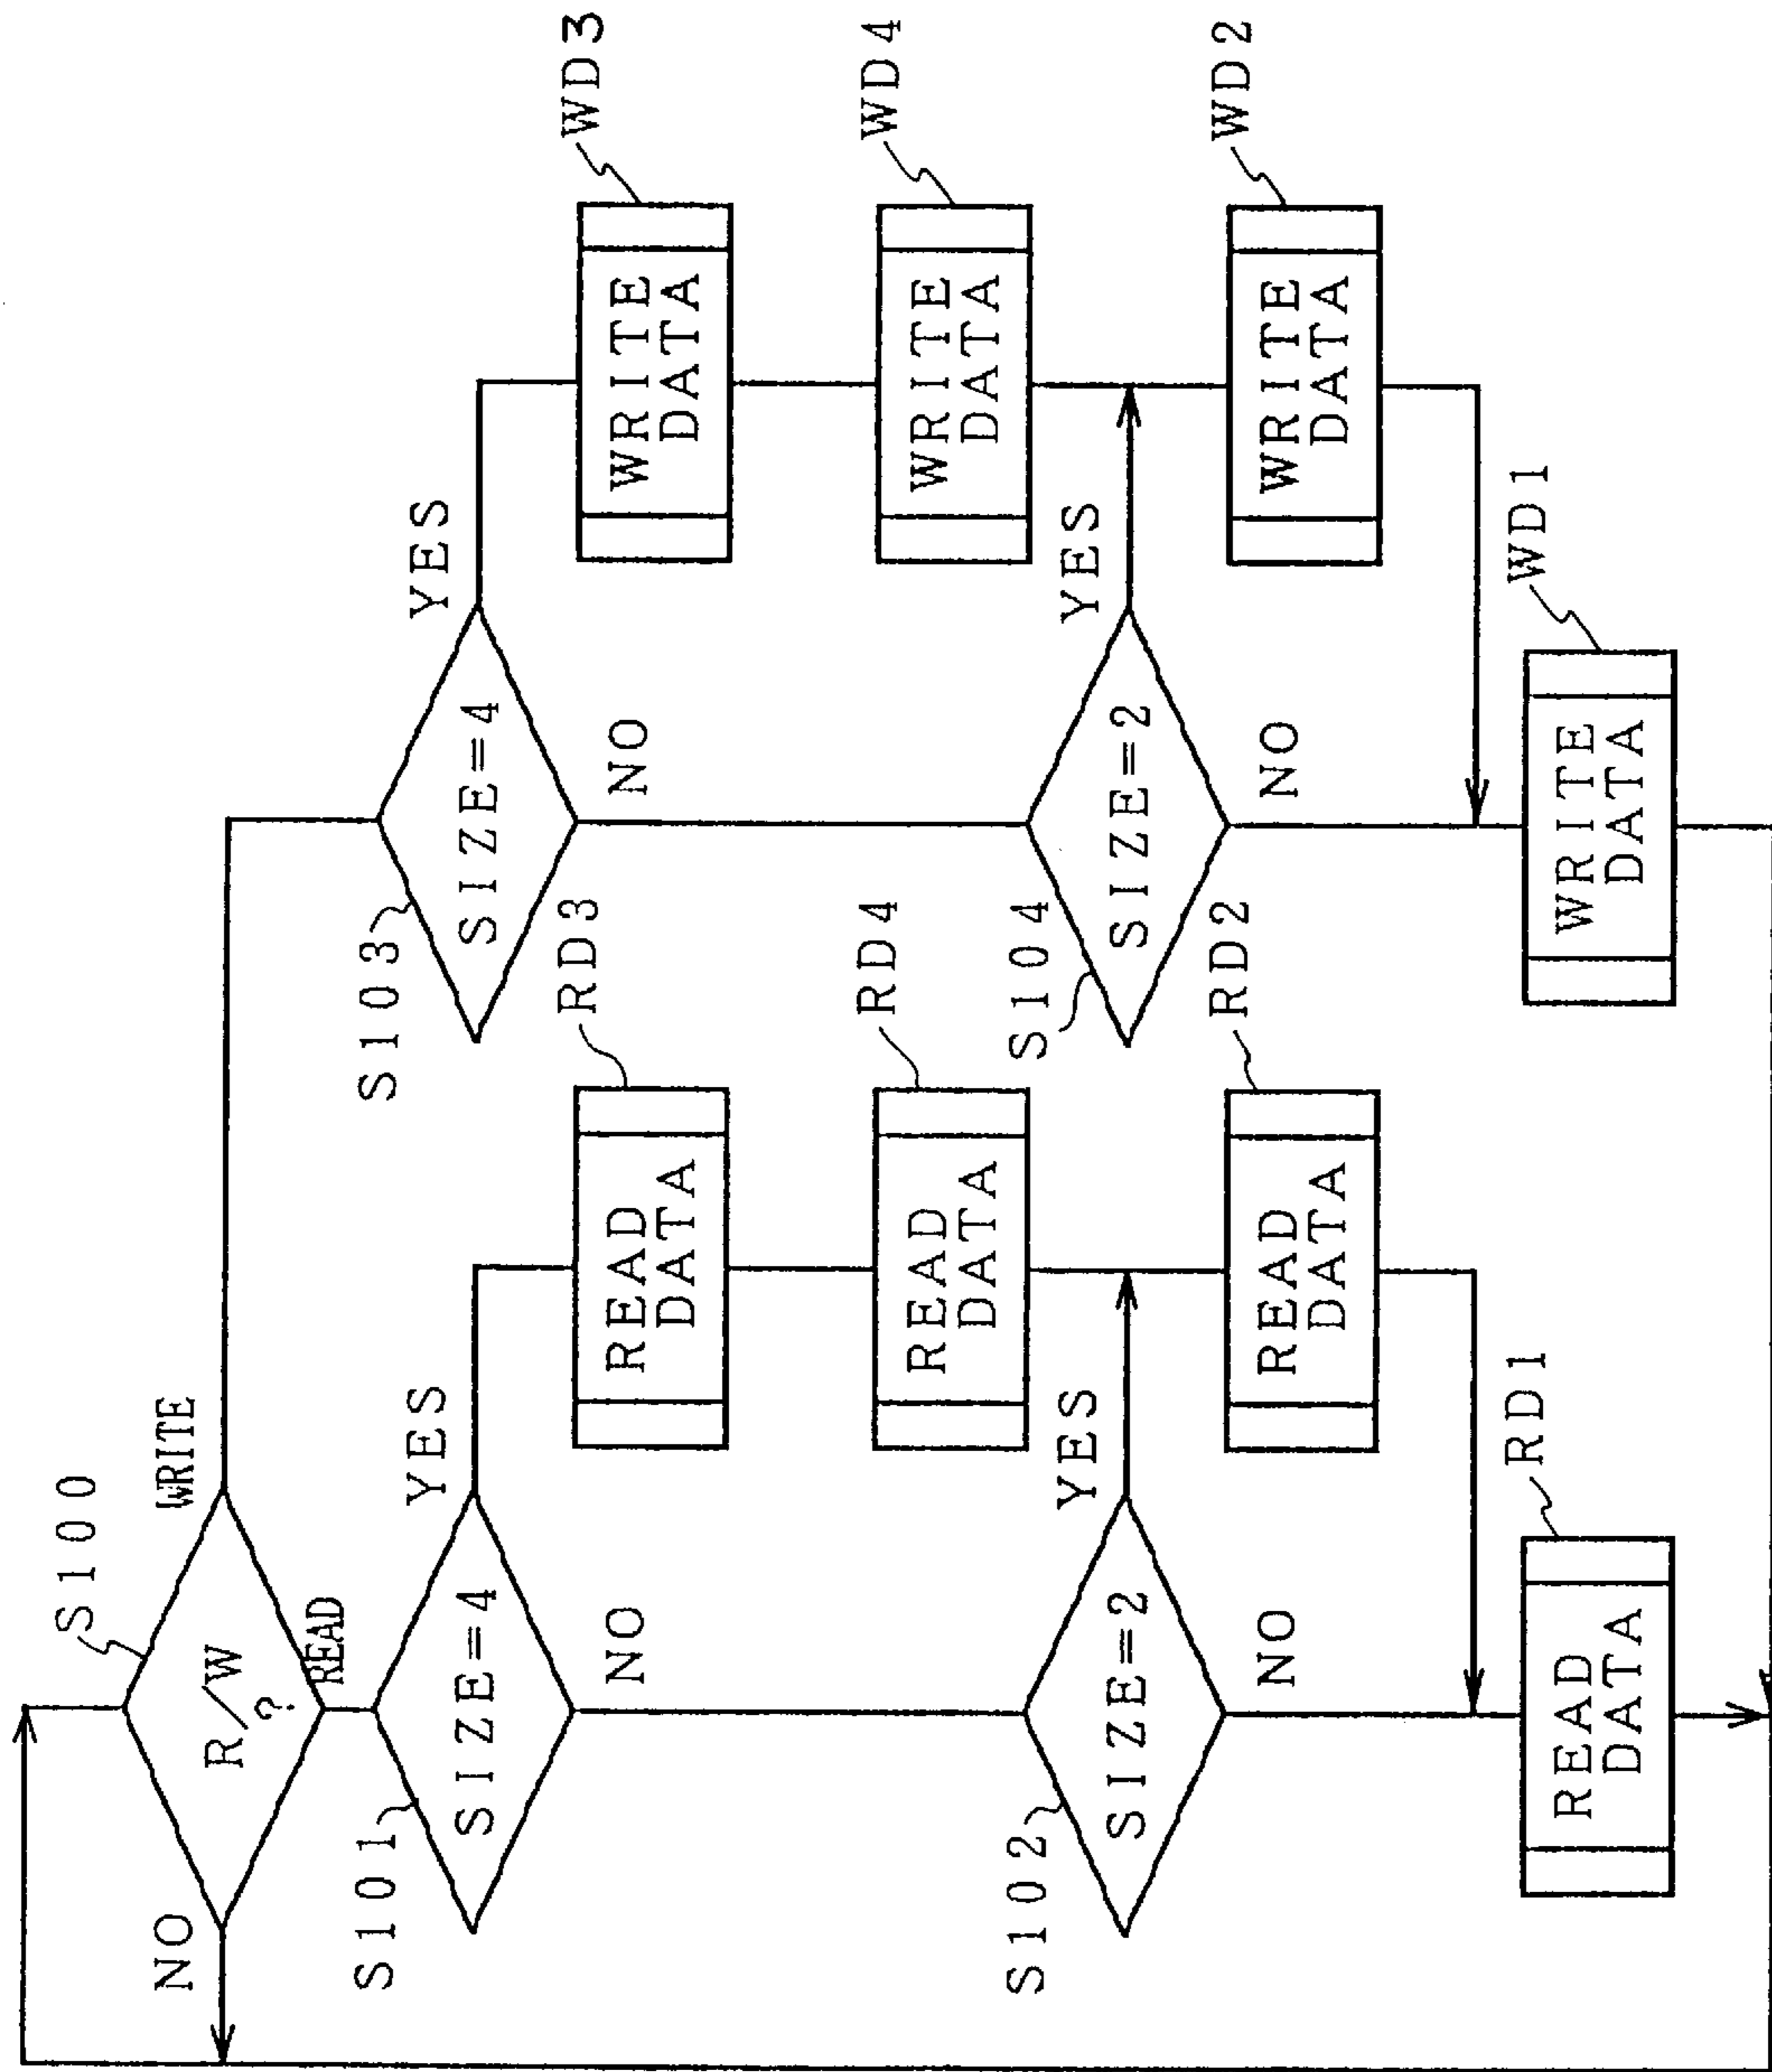 S100
R/W
?
NO
WRITE
READ
S101
SIZE=4
YES
NO
RD3
READ
DATA
RD4
READ
DATA
S102
SIZE=2
YES
NO
RD2
READ
DATA
RD1
READ
DATA
S103
SIZE=4
YES
NO
WD3
WRITE
DATA
WD4
WRITE
DATA
S104
SIZE=2
YES
NO
WD2
WRITE
DATA
WD1
WRITE
DATA